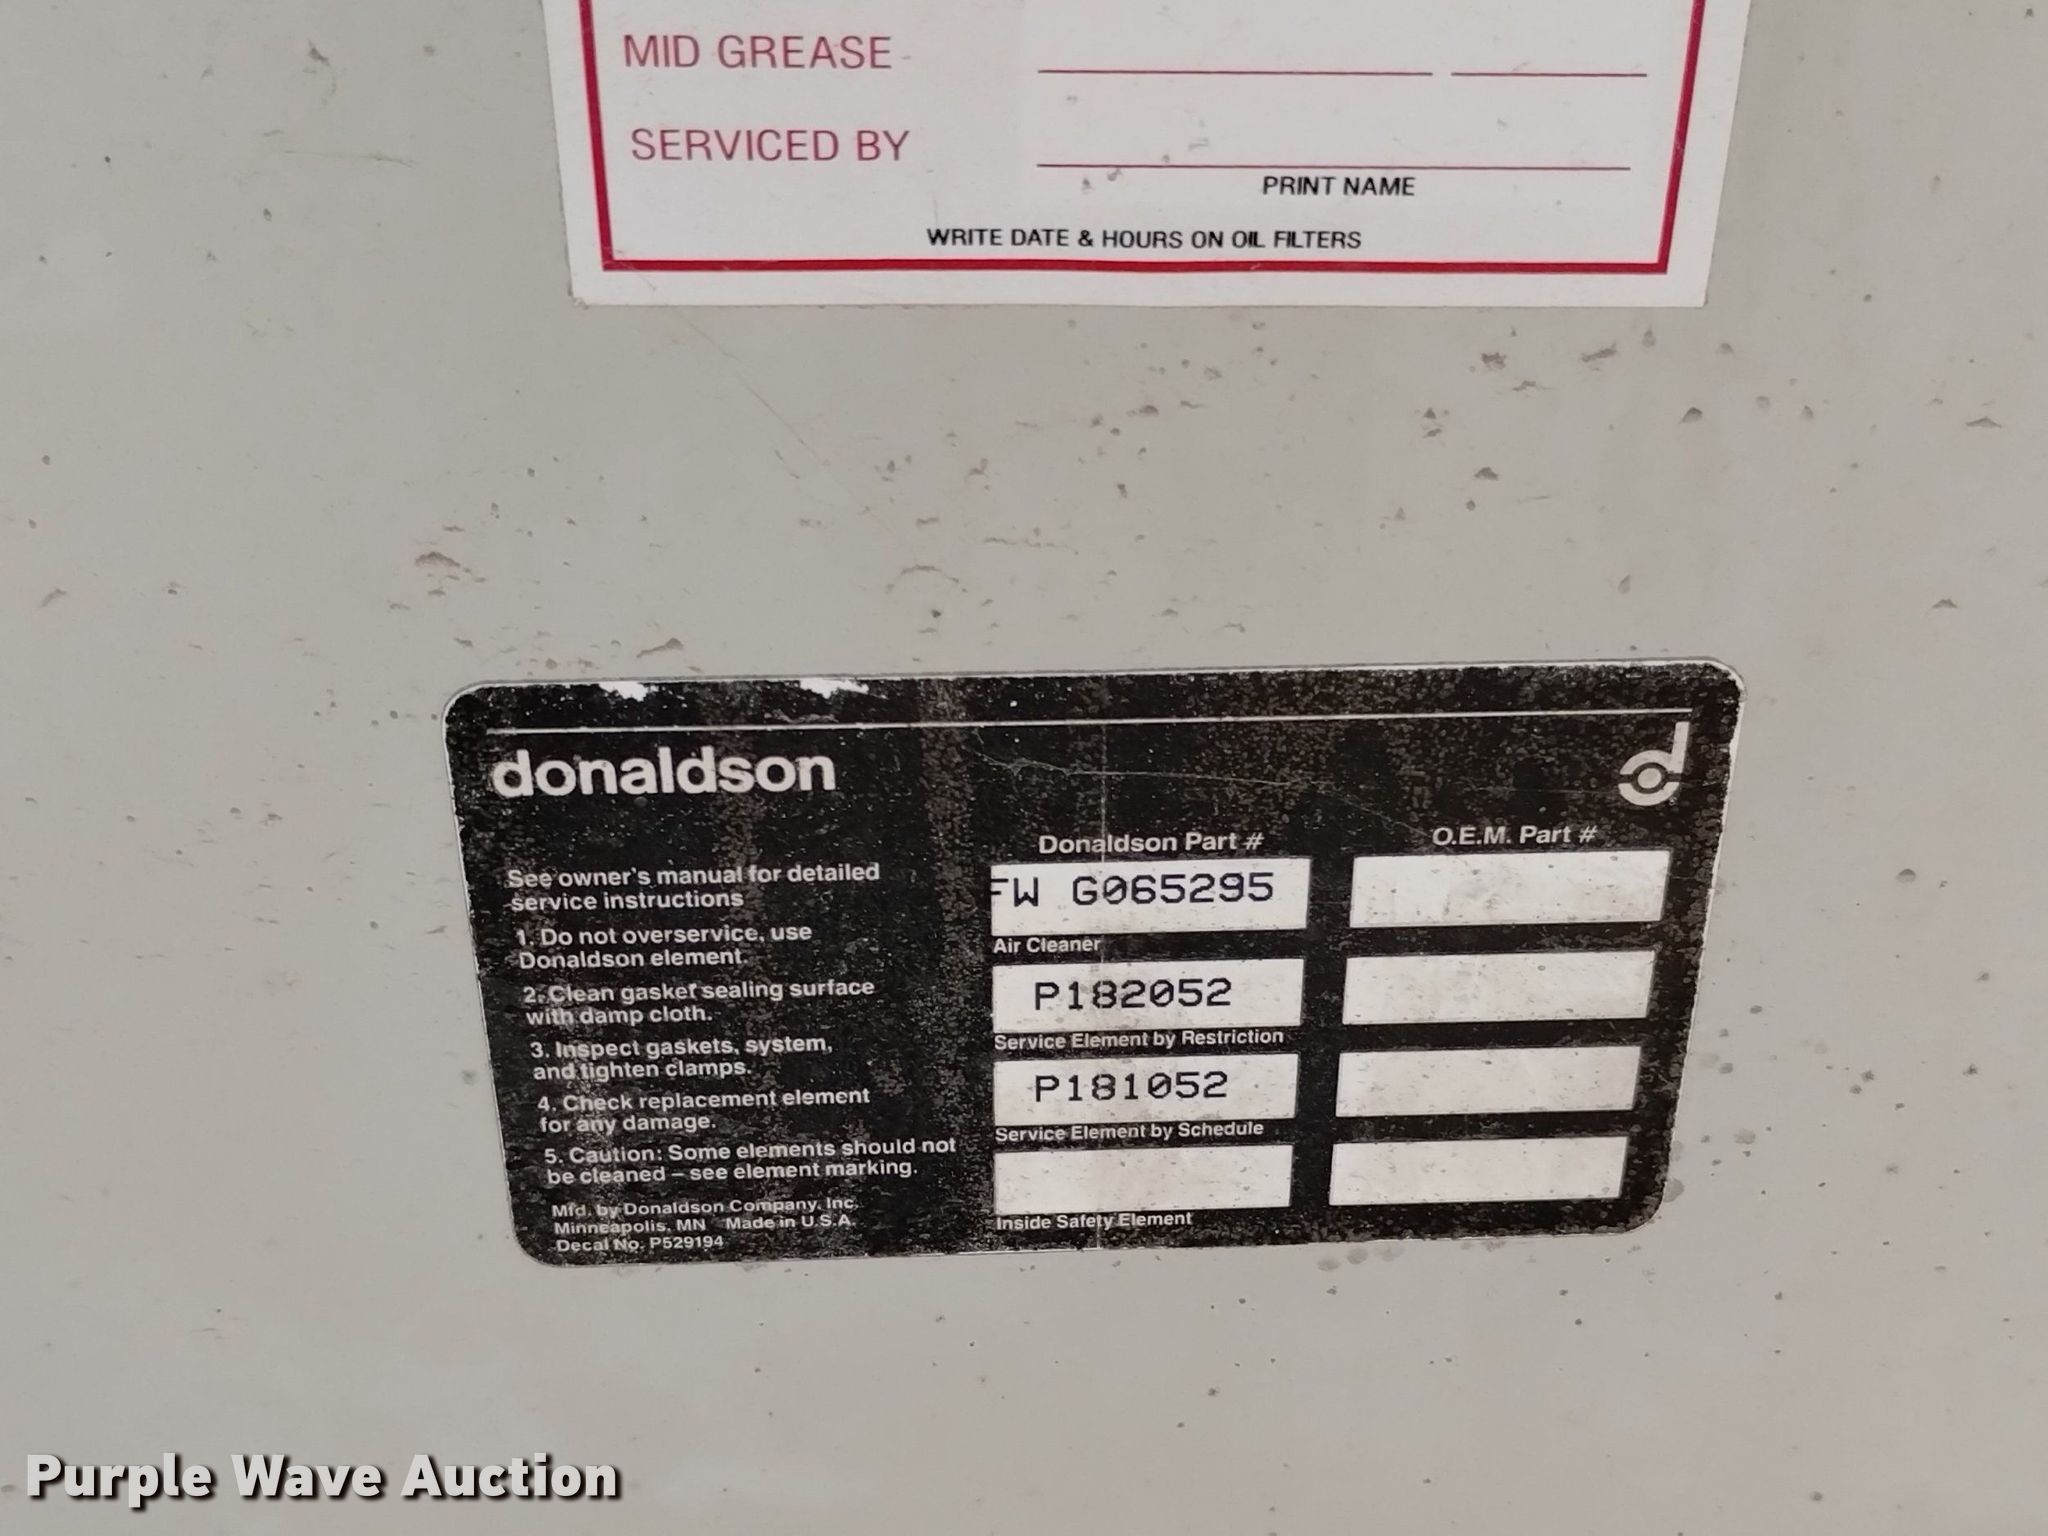 MID GREASE
SERVICED BY
PRINT NAME
WRITE DATE & HOURS ON OIL FILTERS
donaldson
d
Donaldson Part #
O.E.M. Part #
See owner's manual for detailed
service instructions
1. Do not overservice, use
Donaldson element.
2. Clean gasket sealing surface
with damp cloth.
3. Inspect gaskets, system,
and tighten clamps.
4. Check replacement element
for any damage.
5. Caution: Some elements should not
be cleaned – see element marking.
Mfd. by Donaldson Company, Inc.
Minneapolis, MN Made in U.S.A.
Decal No. P529194
FW G065295
Air Cleaner
P182052
Service Element by Restriction
P181052
Service Element by Schedule
Inside Safety Element
Purple Wave Auction